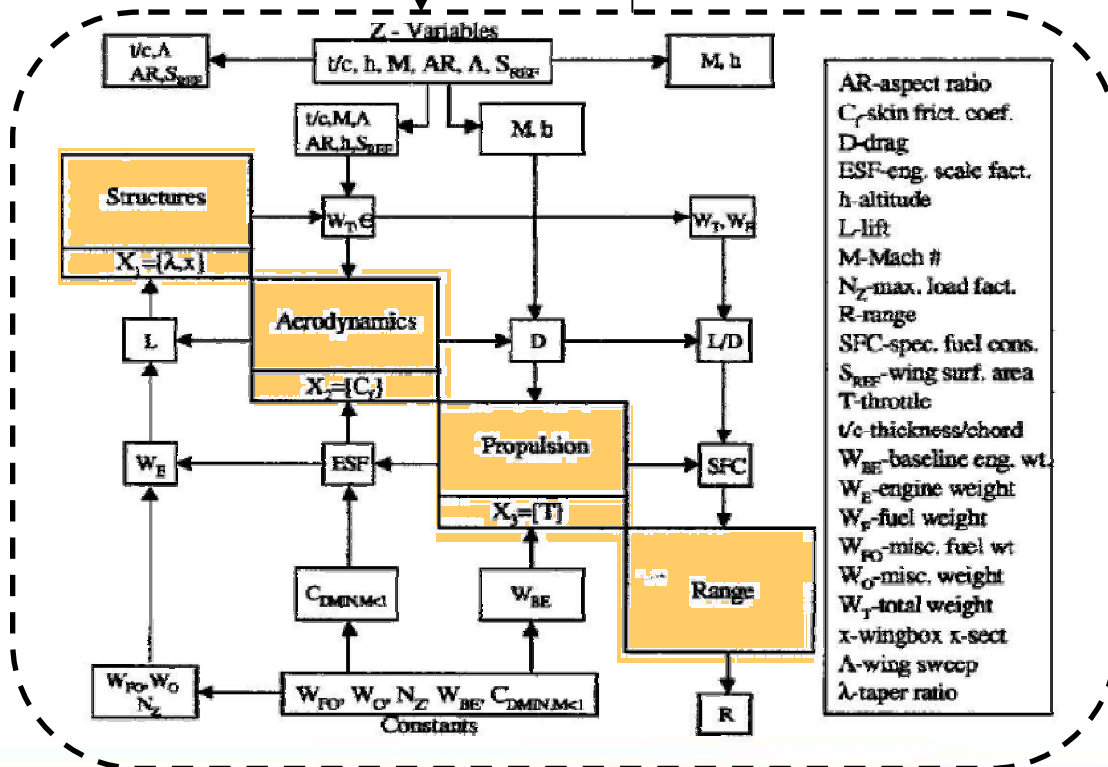 Z - Variables
t/c,Λ
AR,S_REF
t/c, h, M, AR, Λ, S_REF
M, h
t/c,M,Λ
AR,h,S_REF
M, h
Structures
W_T,Θ
W_T, W_F
X_1={λ,x}
Aerodynamics
L
D
L/D
X_2={C_f}
Propulsion
W_E
ESF
SFC
X_3={T}
C_DMIN,M<1
W_BE
Range
W_FO, W_O
N_Z
W_FO, W_O, N_Z, W_BE, C_DMIN,M<1
Constants
R
AR-aspect ratio
C_f-skin frict. coef.
D-drag
ESF-eng. scale fact.
h-altitude
L-lift
M-Mach #
N_Z-max. load fact.
R-range
SFC-spec. fuel cons.
S_REF-wing surf. area
T-throttle
t/c-thickness/chord
W_BE-baseline eng. wt.
W_E-engine weight
W_F-fuel weight
W_FO-misc. fuel wt
W_O-misc. weight
W_T-total weight
x-wingbox x-sect
Λ-wing sweep
λ-taper ratio